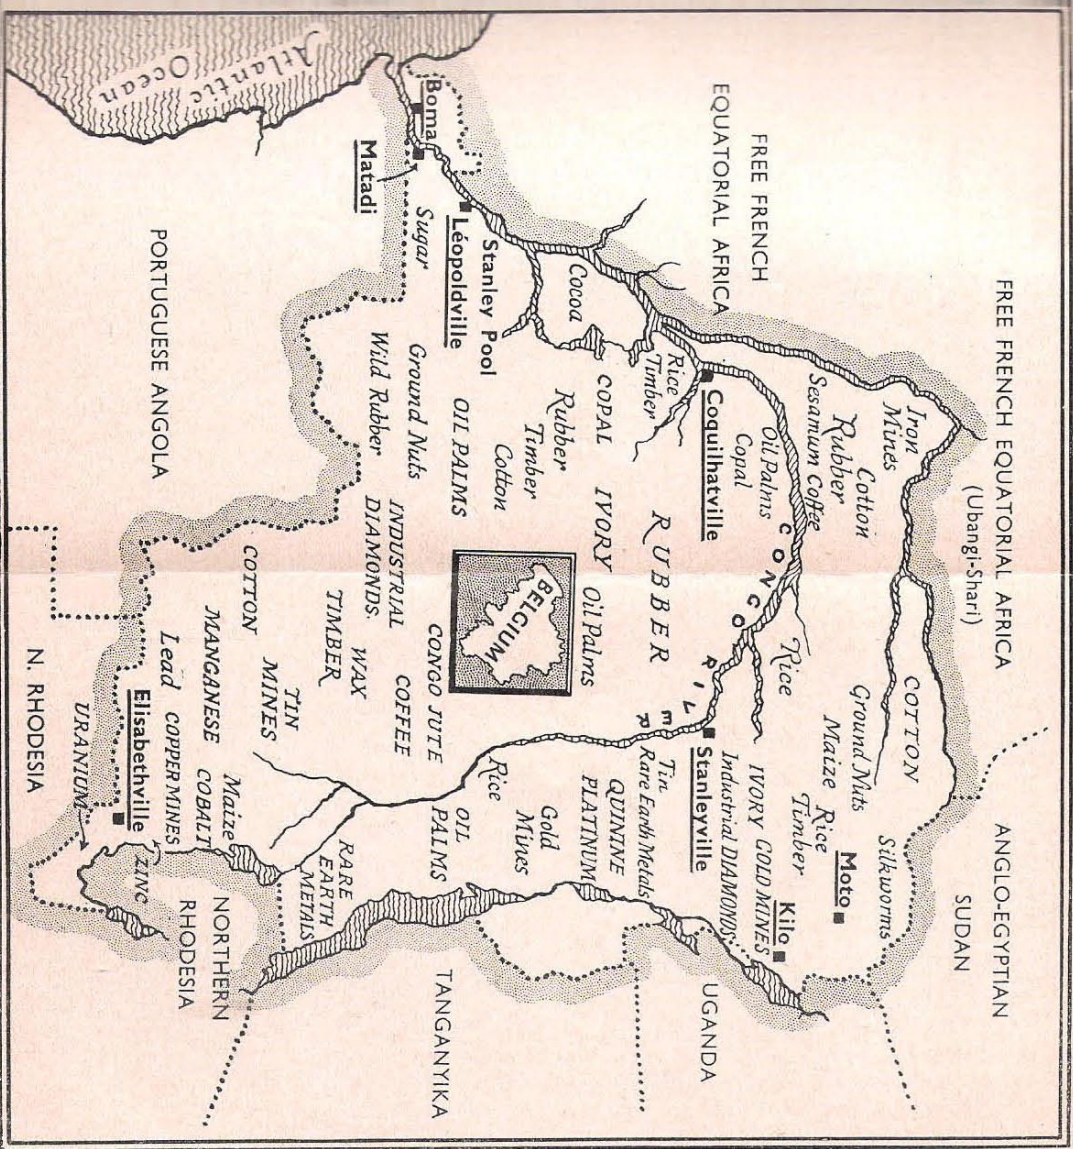 FREE FRENCH EQUATORIAL AFRICA
(Ubangi-Shari)
ANGLO-EGYPTIAN
SUDAN
FREE FRENCH
EQUATORIAL AFRICA
Iron
Mines
Cotton
Rubber
Sesamum Coffee
Oil Palms
Copal
COTTON
Silkworms
Ground Nuts
Maize Rice
Timber
Moto
Kilo
Rice
IVORY GOLD MINES
Industrial DIAMONDS
UGANDA
Coquilhatville
CONGO RIVER
Stanleyville
Rice
Timber
RUBBER
Tin
Rare Earth Metals
QUININE
PLATINUM
Cocoa
COPAL
IVORY
Oil Palms
Rubber
Timber
Cotton
BELGIUM
Gold
Mines
Rice
Stanley Pool
Léopoldville
OIL PALMS
CONGO JUTE
OIL
PALMS
TANGANYIKA
Boma
Matadi
Sugar
Ground Nuts
Wild Rubber
INDUSTRIAL
DIAMONDS.
COFFEE
WAX
TIMBER
RARE
EARTH
METALS
Atlantic
Ocean
PORTUGUESE ANGOLA
COTTON
TIN
MINES
MANGANESE
Maize
COBALT
Lead
COPPERMINES
NORTHERN
RHODESIA
Elisabethville
ZINC
URANIUM
N. RHODESIA